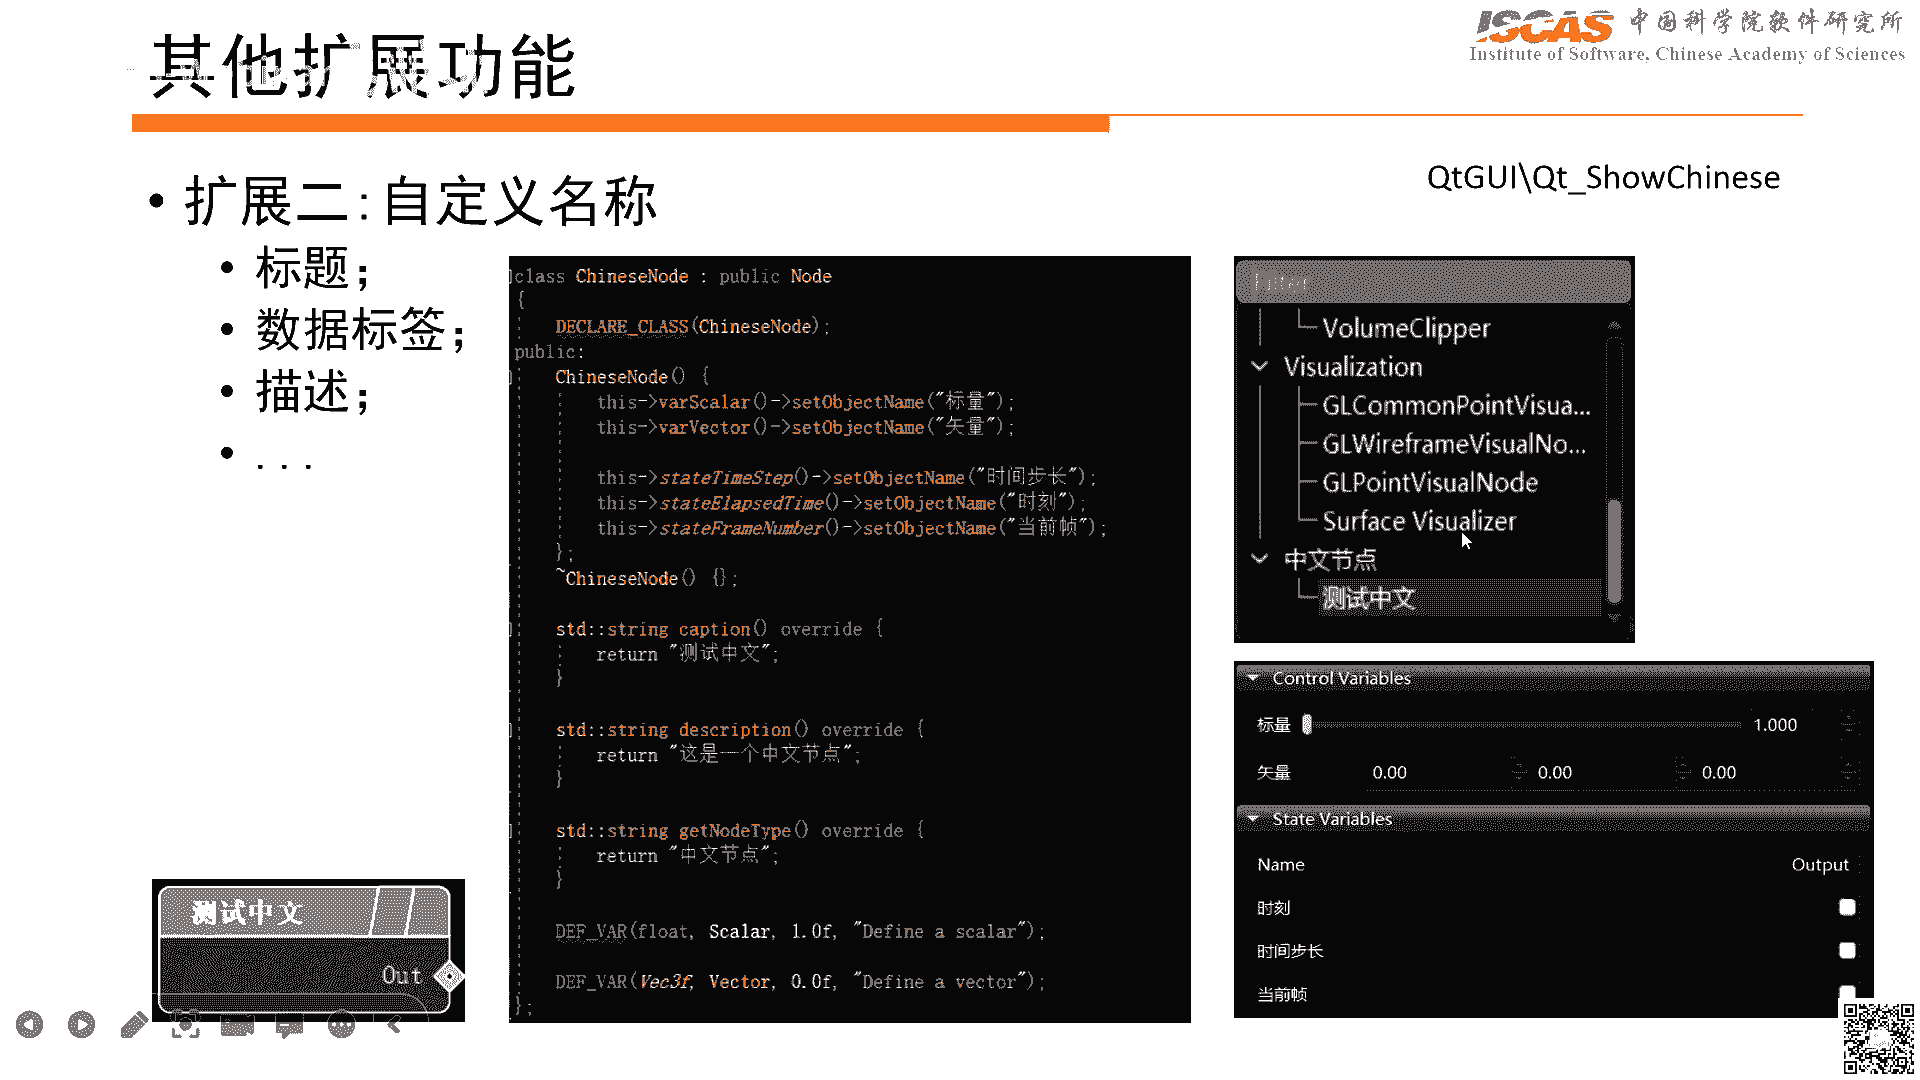 其他扩展功能
ISCAS 中国科学院软件研究所
Institute of Software, Chinese Academy of Sciences
• 扩展二:自定义名称
QtGUI\Qt_ShowChinese
• 标题；
• 数据标签；
• 描述；
• ...
class ChineseNode : public Node
{
DECLARE_CLASS(ChineseNode);
public:
ChineseNode() {
this->varScalar()->setObjectName("标量");
this->varVector()->setObjectName("矢量");
this->stateTimeStep()->setObjectName("时间步长");
this->stateElapsedTime()->setObjectName("时刻");
this->stateFrameNumber()->setObjectName("当前帧");
};
~ChineseNode() {};
std::string caption() override {
return "测试中文";
}
std::string description() override {
return "这是一个中文节点";
}
std::string getNodeType() override {
return "中文节点";
}
DEF_VAR(float, Scalar, 1.0f, "Define a scalar");
DEF_VAR(Vec3f, Vector, 0.0f, "Define a vector");
};
Filter
VolumeClipper
Visualization
GLCommonPointVisua...
GLWireframeVisualNo...
GLPointVisualNode
Surface Visualizer
中文节点
测试中文
Control Variables
标量 1.000
矢量 0.00 0.00 0.00
State Variables
Name Output
时刻
时间步长
当前帧
测试中文
Out